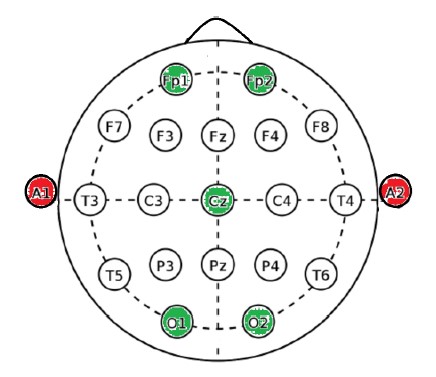 Fp1 Fp2
F7 F3 Fz F4 F8
A1 T3 C3 Cz C4 T4 A2
T5 P3 Pz P4 T6
O1 O2